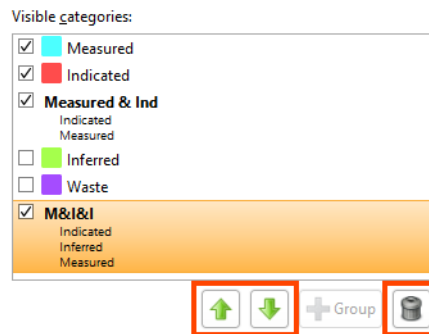 Visible categories:
Measured
Indicated
Measured & Ind
Indicated
Measured
Inferred
Waste
M&I&I
Indicated
Inferred
Measured
Group